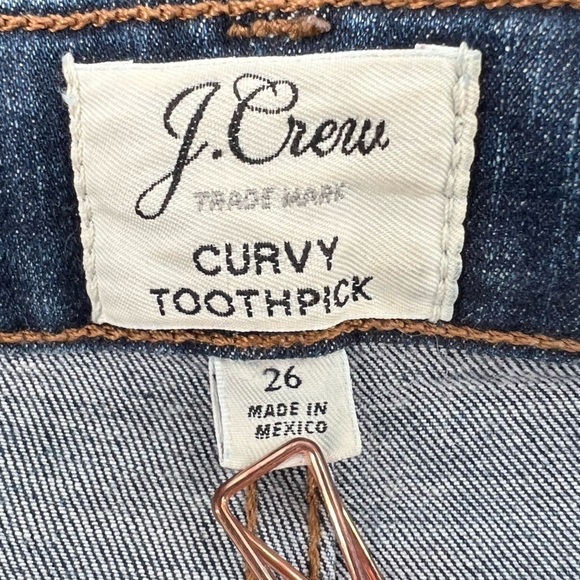 J.Crew
TRADE MARK
CURVY
TOOTHPICK
26
MADE IN
MEXICO